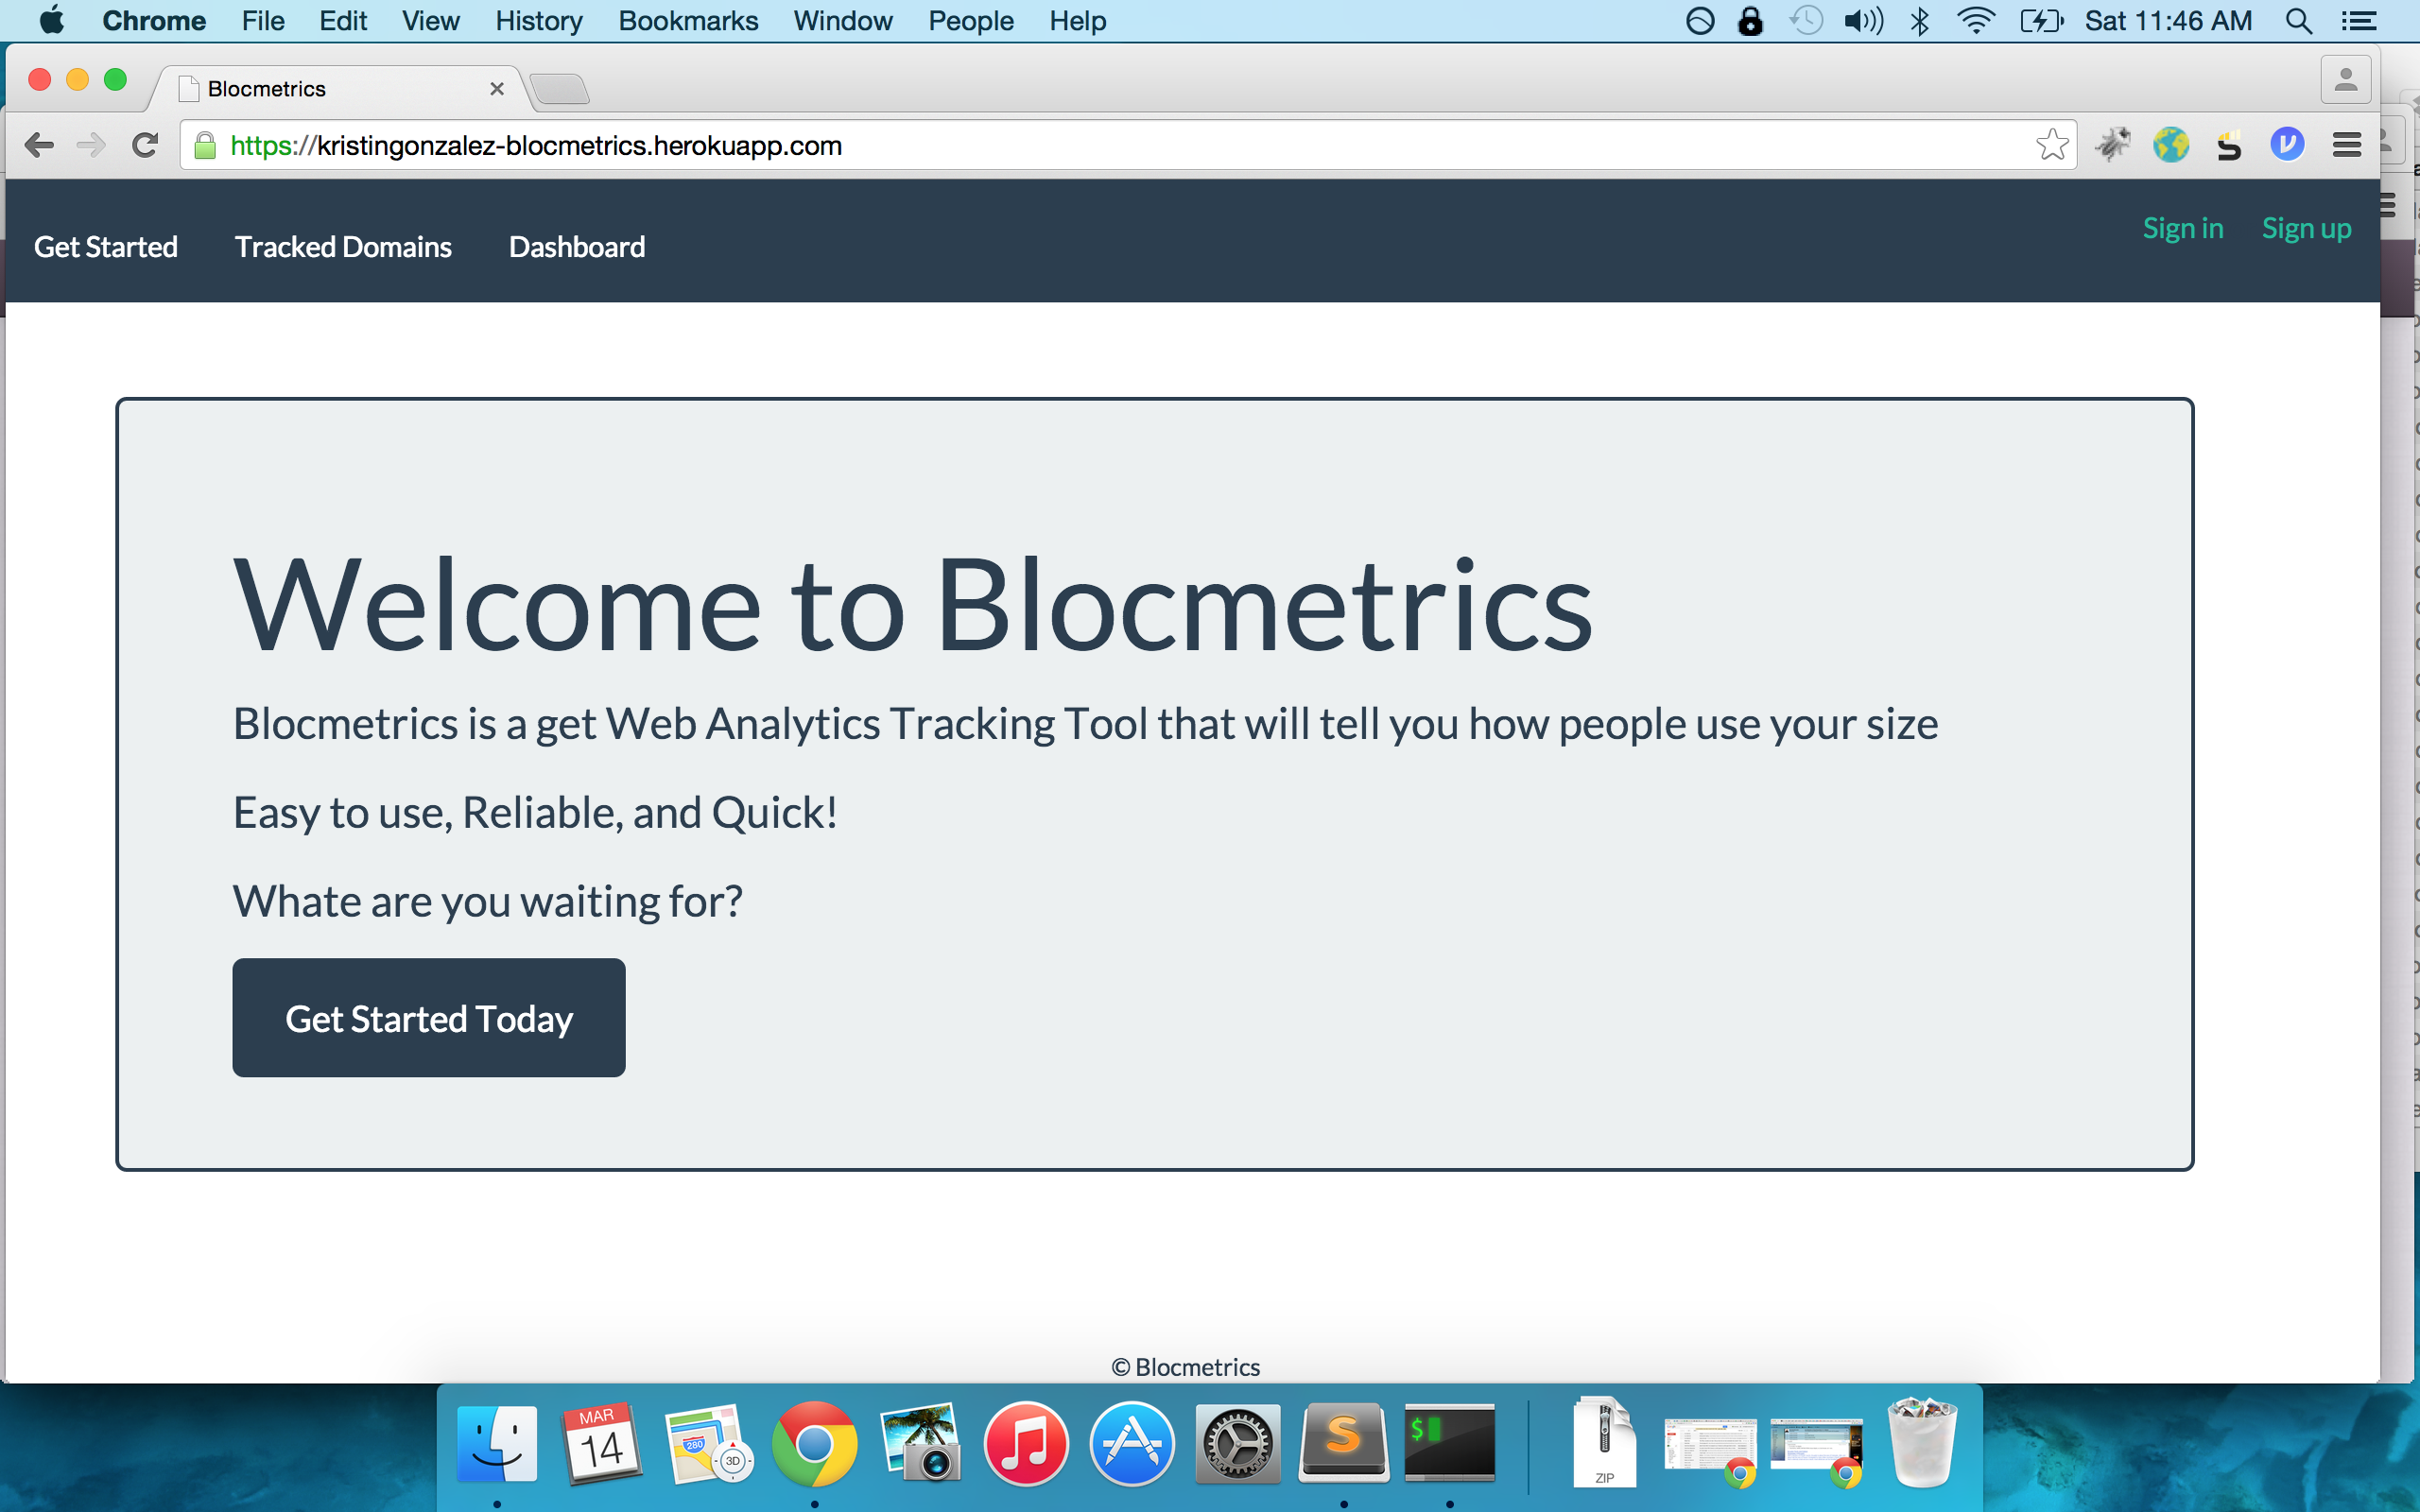 Chrome File Edit View History Bookmarks Window People Help Sat 11:46 AM
Blocmetrics
https://kristingonzalez-blocmetrics.herokuapp.com
Get Started Tracked Domains Dashboard Sign in Sign up
Welcome to Blocmetrics
Blocmetrics is a get Web Analytics Tracking Tool that will tell you how people use your size
Easy to use, Reliable, and Quick!
Whate are you waiting for?
Get Started Today
© Blocmetrics
MAR
14
280
3D
S
$
ZIP